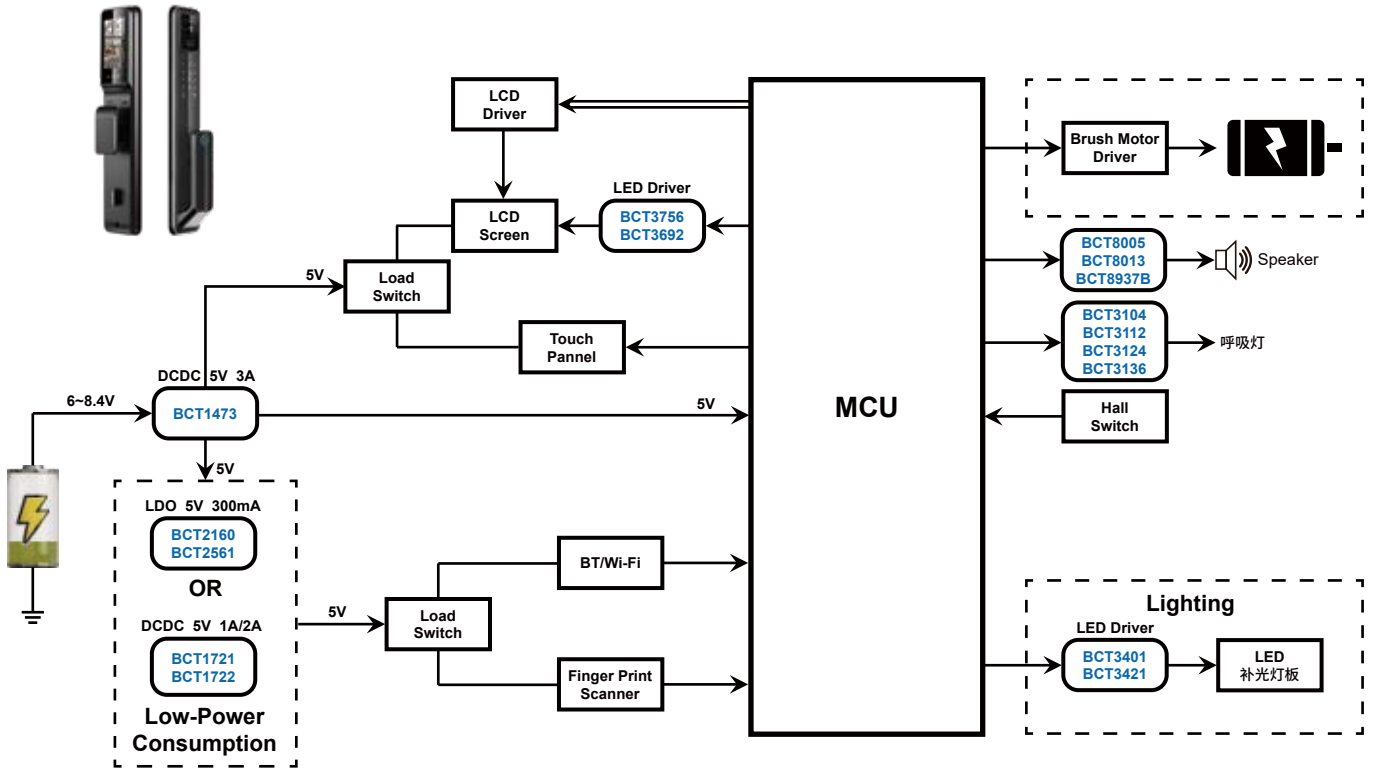 LCD
Driver
LED Driver
BCT3756
BCT3692
LCD
Screen
5V
Load
Switch
Touch
Pannel
DCDC 5V 3A
6~8.4V
BCT1473
5V
5V
LDO 5V 300mA
BCT2160
BCT2561
OR
DCDC 5V 1A/2A
BCT1721
BCT1722
Low-Power
Consumption
5V
Load
Switch
BT/Wi-Fi
Finger Print
Scanner
MCU
Brush Motor
Driver
BCT8005
BCT8013
BCT8937B
Speaker
BCT3104
BCT3112
BCT3124
BCT3136
呼吸灯
Hall
Switch
Lighting
LED Driver
BCT3401
BCT3421
LED
补光灯板